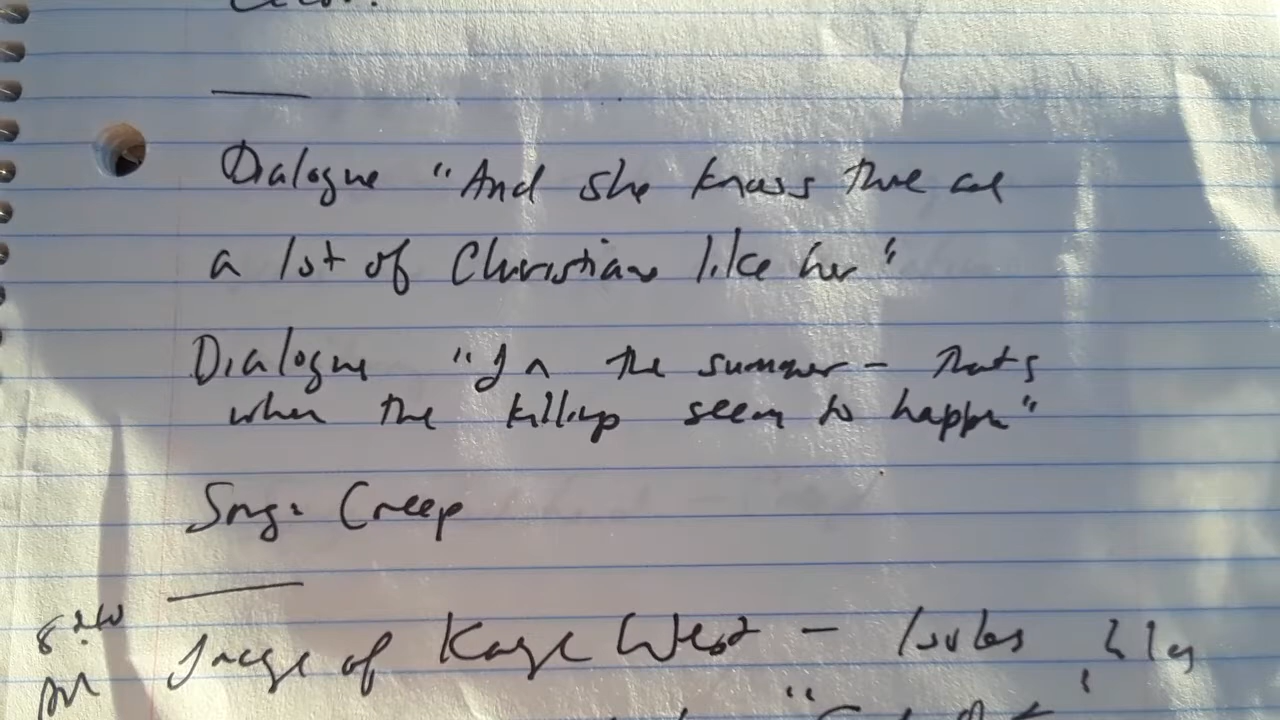 Dialogue "And she knows there are
a lot of Christians like her"
Dialogue "In the summer – that's
when the killings seem to happen"
Song: Creep
Image of Kanye West – looks like